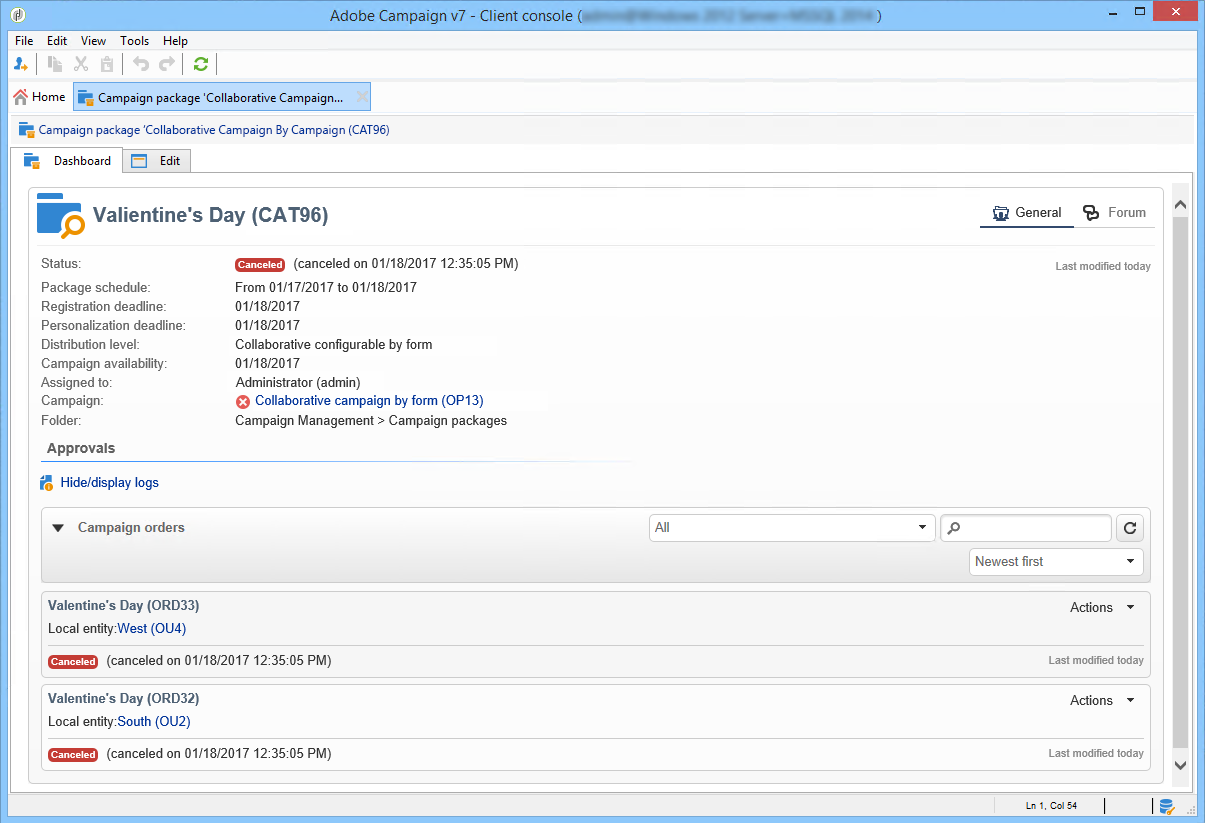 Adobe Campaign v7 - Client console ( )
File Edit View Tools Help
Home Campaign package 'Collaborative Campaign...
Campaign package 'Collaborative Campaign By Campaign (CAT96)
Dashboard Edit
Valientine's Day (CAT96) General Forum
Status: Canceled (canceled on 01/18/2017 12:35:05 PM) Last modified today
Package schedule: From 01/17/2017 to 01/18/2017
Registration deadline: 01/18/2017
Personalization deadline: 01/18/2017
Distribution level: Collaborative configurable by form
Campaign availability: 01/18/2017
Assigned to: Administrator (admin)
Campaign: Collaborative campaign by form (OP13)
Folder: Campaign Management > Campaign packages
Approvals
Hide/display logs
Campaign orders All
Newest first
Valentine's Day (ORD33) Actions
Local entity:West (OU4)
Canceled (canceled on 01/18/2017 12:35:05 PM) Last modified today
Valentine's Day (ORD32) Actions
Local entity:South (OU2)
Canceled (canceled on 01/18/2017 12:35:05 PM) Last modified today
Ln 1, Col 54